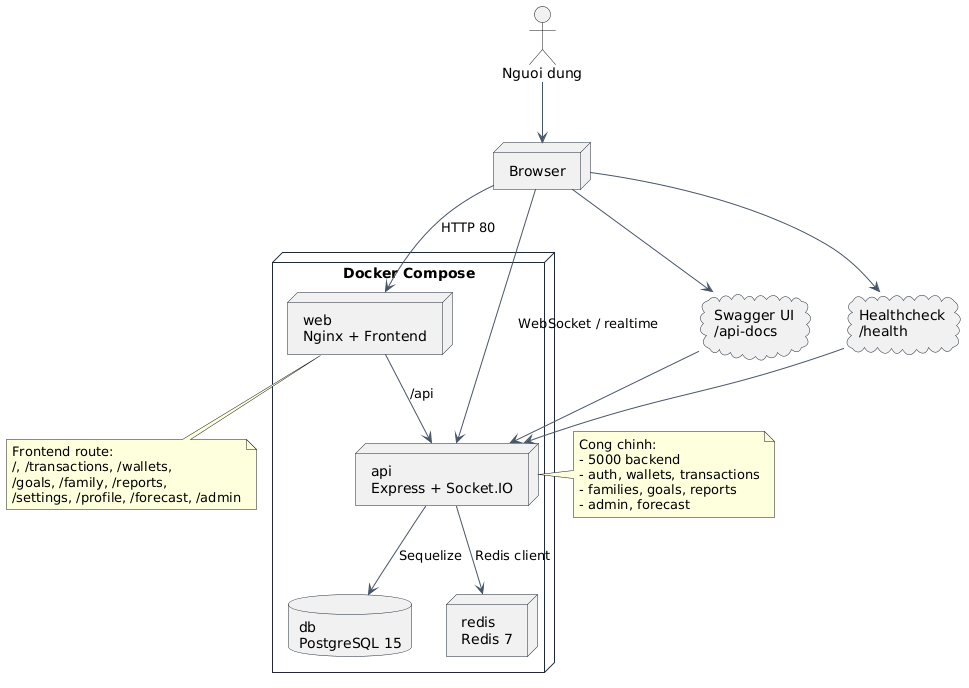 Nguoi dung
Browser
HTTP 80
Docker Compose
web
Nginx + Frontend
WebSocket / realtime
Swagger UI
/api-docs
Healthcheck
/health
/api
Frontend route:
/, /transactions, /wallets,
/goals, /family, /reports,
/settings, /profile, /forecast, /admin
api
Express + Socket.IO
Cong chinh:
- 5000 backend
- auth, wallets, transactions
- families, goals, reports
- admin, forecast
Sequelize
Redis client
db
PostgreSQL 15
redis
Redis 7